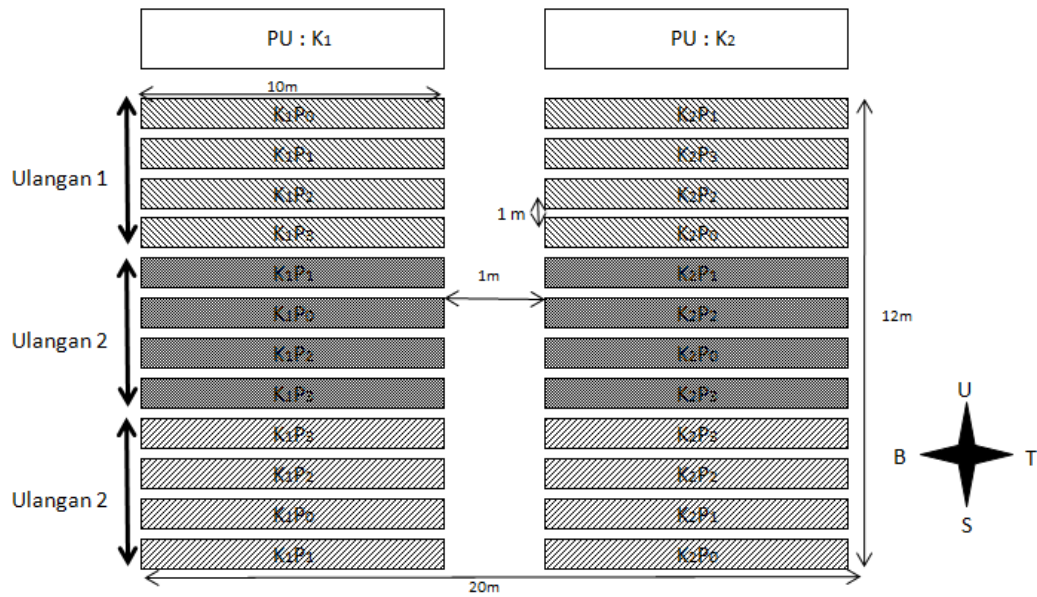 PU : K1
PU : K2
10m
Ulangan 1
K1P0
K1P1
K1P2
K1P3
K2P1
K2P3
K2P2
K2P0
1 m
Ulangan 2
K1P1
K1P0
K1P2
K1P3
1m
K2P1
K2P2
K2P0
K2P3
12m
Ulangan 2
K1P3
K1P2
K1P0
K1P1
K2P3
K2P2
K2P1
K2P0
20m
U
B
T
S